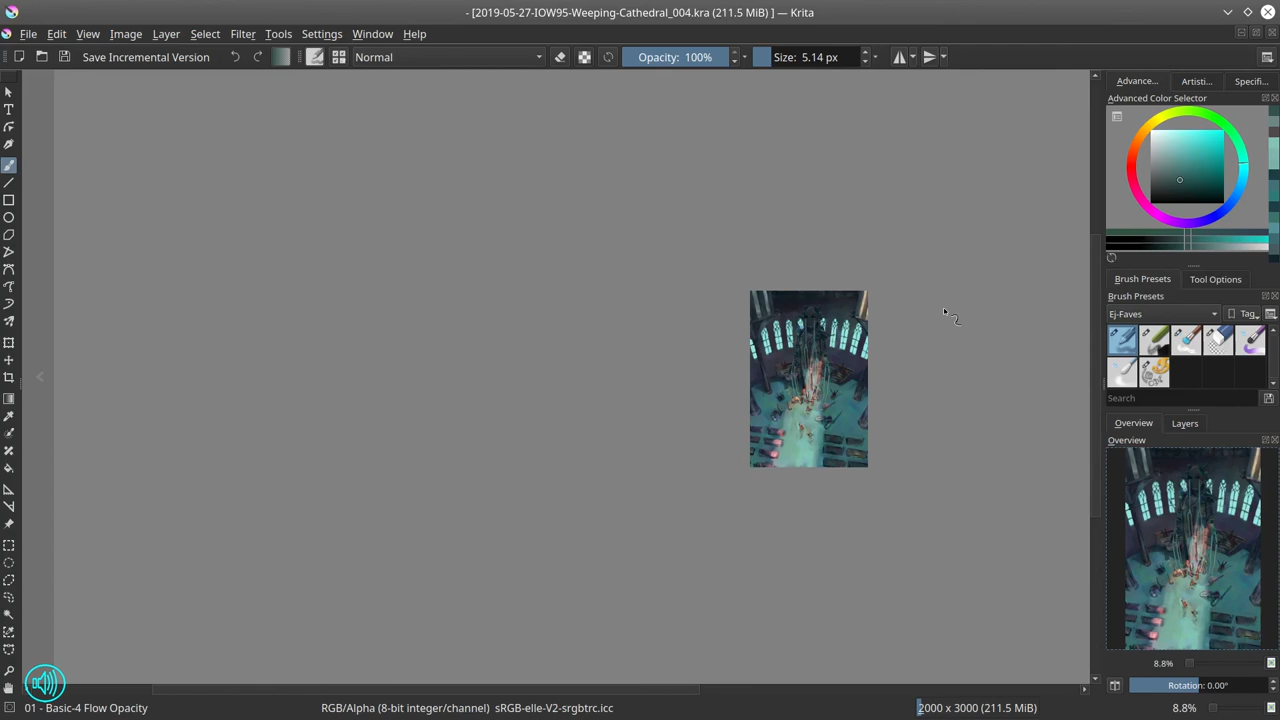 - [2019-05-27-IOW95-Weeping-Cathedral_004.kra (211.5 MiB) ] — Krita
File Edit View Image Layer Select Filter Tools Settings Window Help
Save Incremental Version Normal Opacity: 100% Size: 5.14 px
Advance... Artisti... Specifi...
Advanced Color Selector
Brush Presets Tool Options
Brush Presets
Ej-Faves Tag
Search
Overview Layers
Overview
8.8%
Rotation: 0.00°
01 - Basic-4 Flow Opacity RGB/Alpha (8-bit integer/channel) sRGB-elle-V2-srgbtrc.icc 2000 x 3000 (211.5 MiB) 8.8%